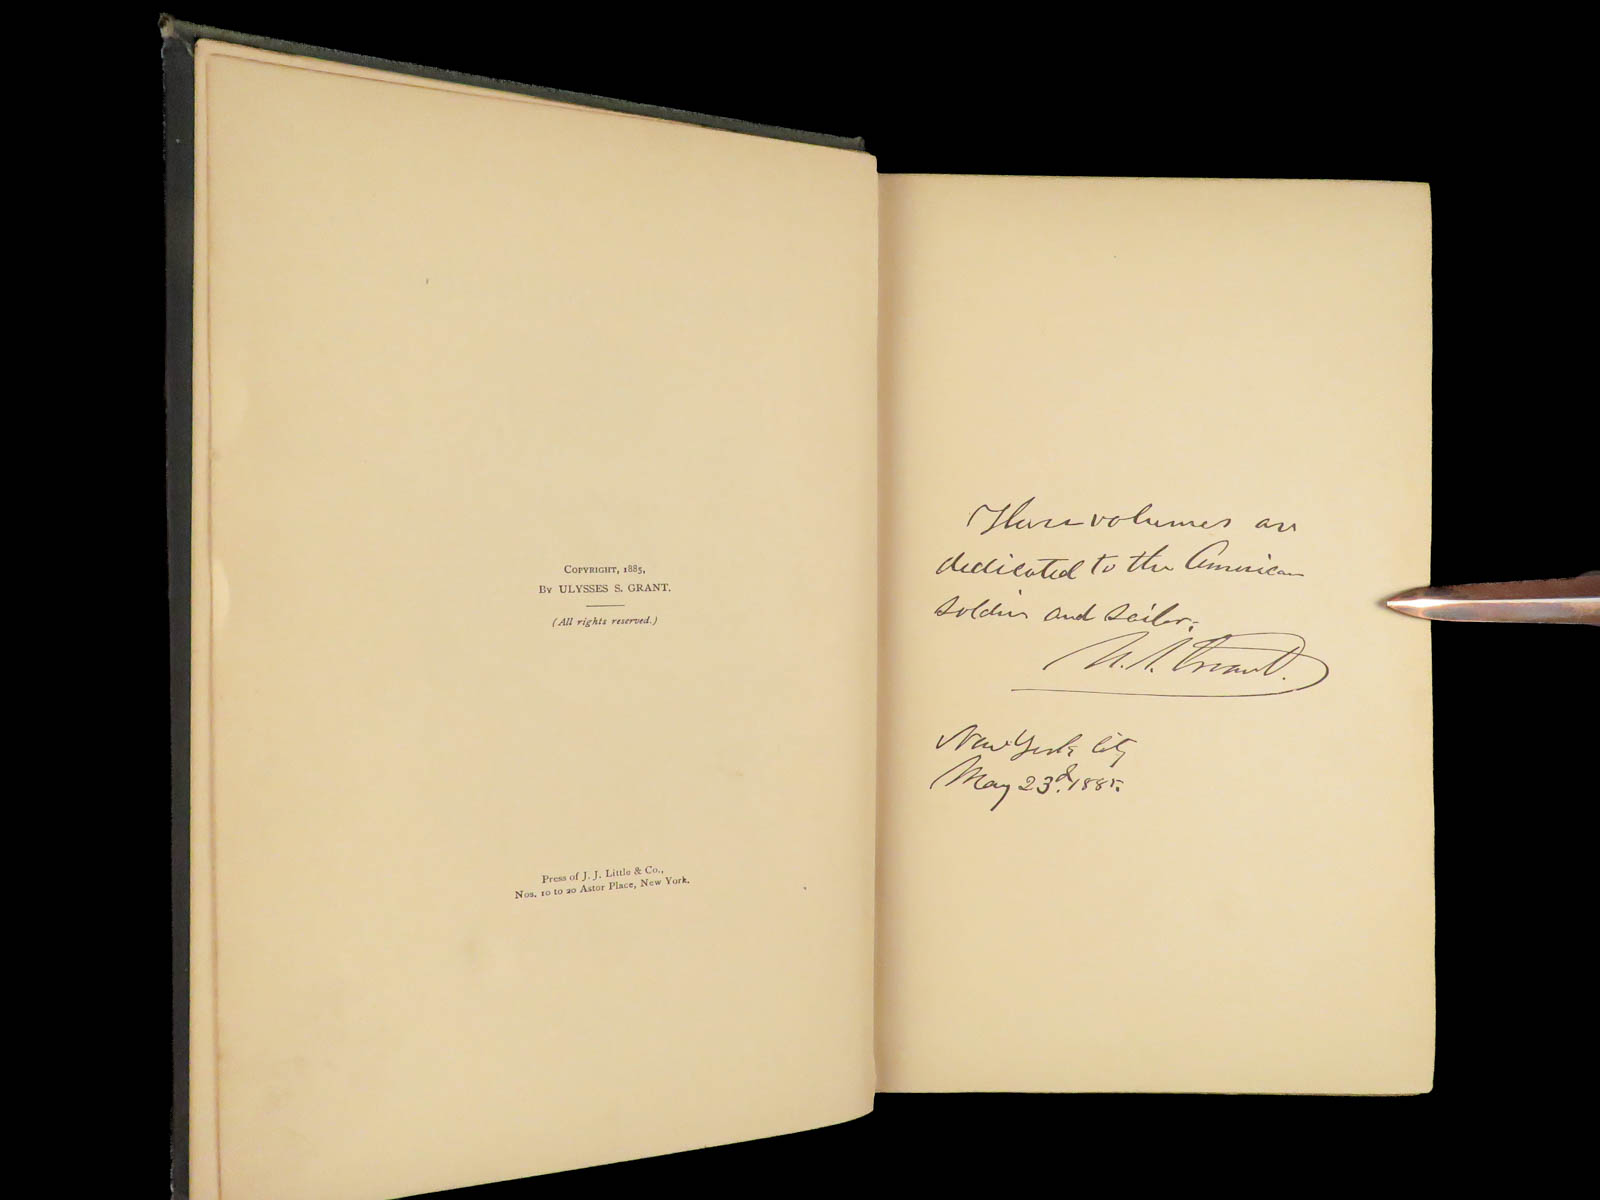 COPYRIGHT, 1885,
BY ULYSSES S. GRANT.
(All rights reserved.)
Press of J. J. Little & Co.,
Nos. 10 to 20 Astor Place, New York.
These volumes are
dedicated to the American
soldier and sailor.
U. S. Grant.
New York City
May 23d. 1885.